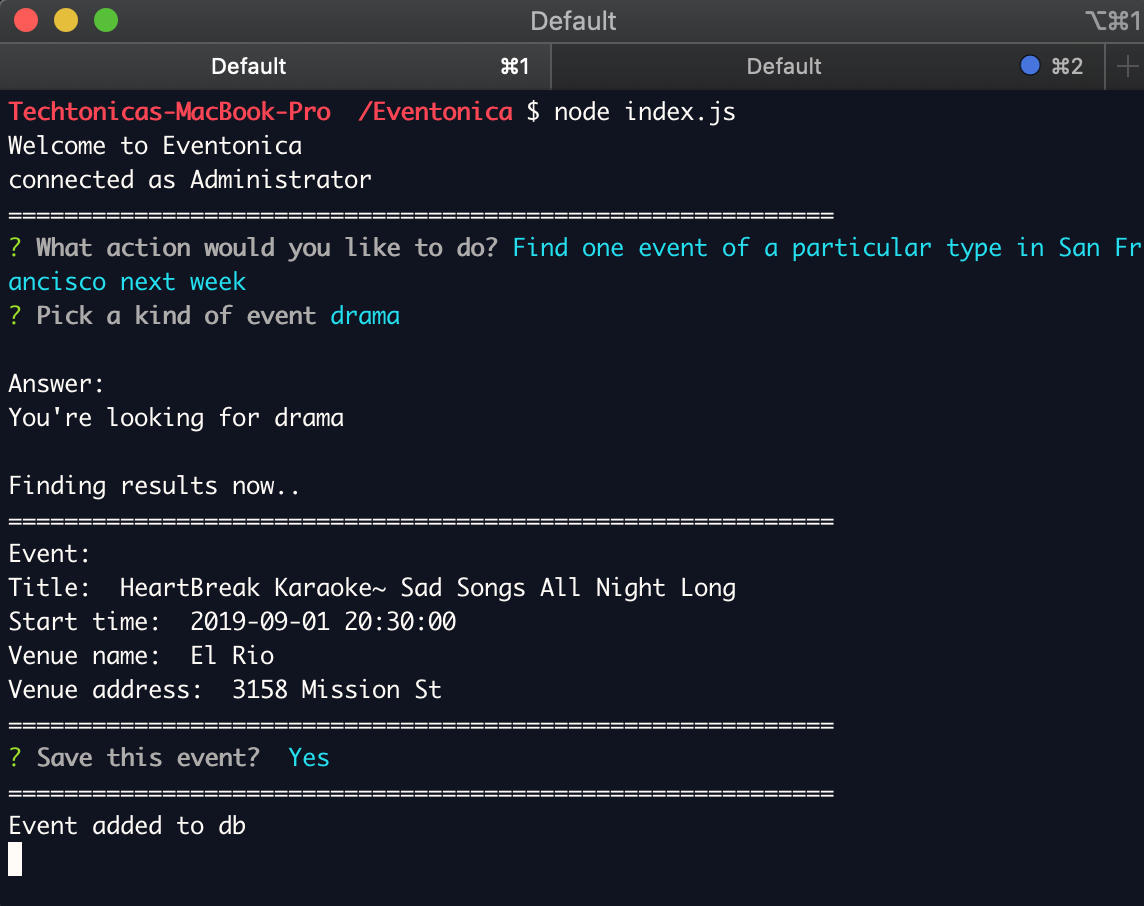 Default
⌥⌘1
Default ⌘1 Default ⌘2
Techtonicas-MacBook-Pro  /Eventonica $ node index.js
Welcome to Eventonica
connected as Administrator
===========================================================
? What action would you like to do? Find one event of a particular type in San Fr
ancisco next week
? Pick a kind of event drama
Answer:
You're looking for drama
Finding results now..
===========================================================
Event:
Title:  HeartBreak Karaoke~ Sad Songs All Night Long
Start time:  2019-09-01 20:30:00
Venue name:  El Rio
Venue address:  3158 Mission St
===========================================================
? Save this event?  Yes
===========================================================
Event added to db